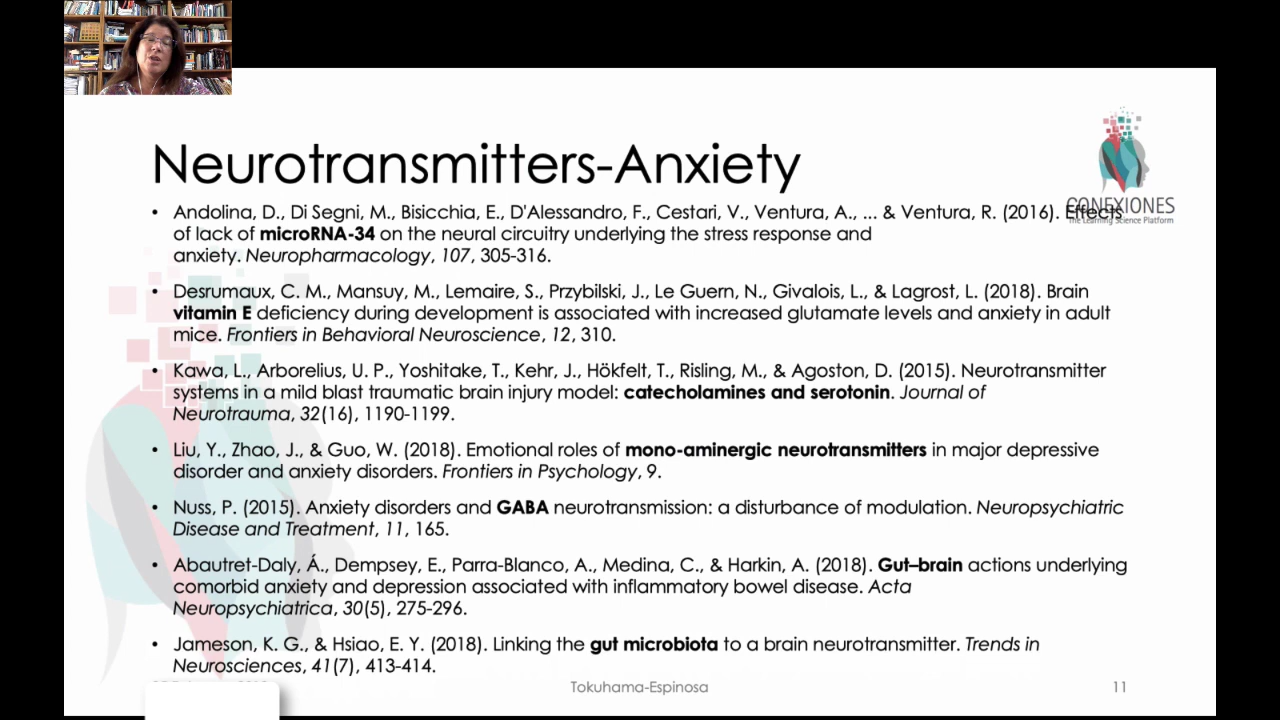 Neurotransmitters-Anxiety
CONEXIONES
The Learning Science Platform
• Andolina, D., Di Segni, M., Bisicchia, E., D'Alessandro, F., Cestari, V., Ventura, A., ... & Ventura, R. (2016). Effects
of lack of microRNA-34 on the neural circuitry underlying the stress response and
anxiety. Neuropharmacology, 107, 305-316.
• Desrumaux, C. M., Mansuy, M., Lemaire, S., Przybilski, J., Le Guern, N., Givalois, L., & Lagrost, L. (2018). Brain
vitamin E deficiency during development is associated with increased glutamate levels and anxiety in adult
mice. Frontiers in Behavioral Neuroscience, 12, 310.
• Kawa, L., Arborelius, U. P., Yoshitake, T., Kehr, J., Hökfelt, T., Risling, M., & Agoston, D. (2015). Neurotransmitter
systems in a mild blast traumatic brain injury model: catecholamines and serotonin. Journal of
Neurotrauma, 32(16), 1190-1199.
• Liu, Y., Zhao, J., & Guo, W. (2018). Emotional roles of mono-aminergic neurotransmitters in major depressive
disorder and anxiety disorders. Frontiers in Psychology, 9.
• Nuss, P. (2015). Anxiety disorders and GABA neurotransmission: a disturbance of modulation. Neuropsychiatric
Disease and Treatment, 11, 165.
• Abautret-Daly, Á., Dempsey, E., Parra-Blanco, A., Medina, C., & Harkin, A. (2018). Gut–brain actions underlying
comorbid anxiety and depression associated with inflammatory bowel disease. Acta
Neuropsychiatrica, 30(5), 275-296.
• Jameson, K. G., & Hsiao, E. Y. (2018). Linking the gut microbiota to a brain neurotransmitter. Trends in
Neurosciences, 41(7), 413-414.
Tokuhama-Espinosa
11